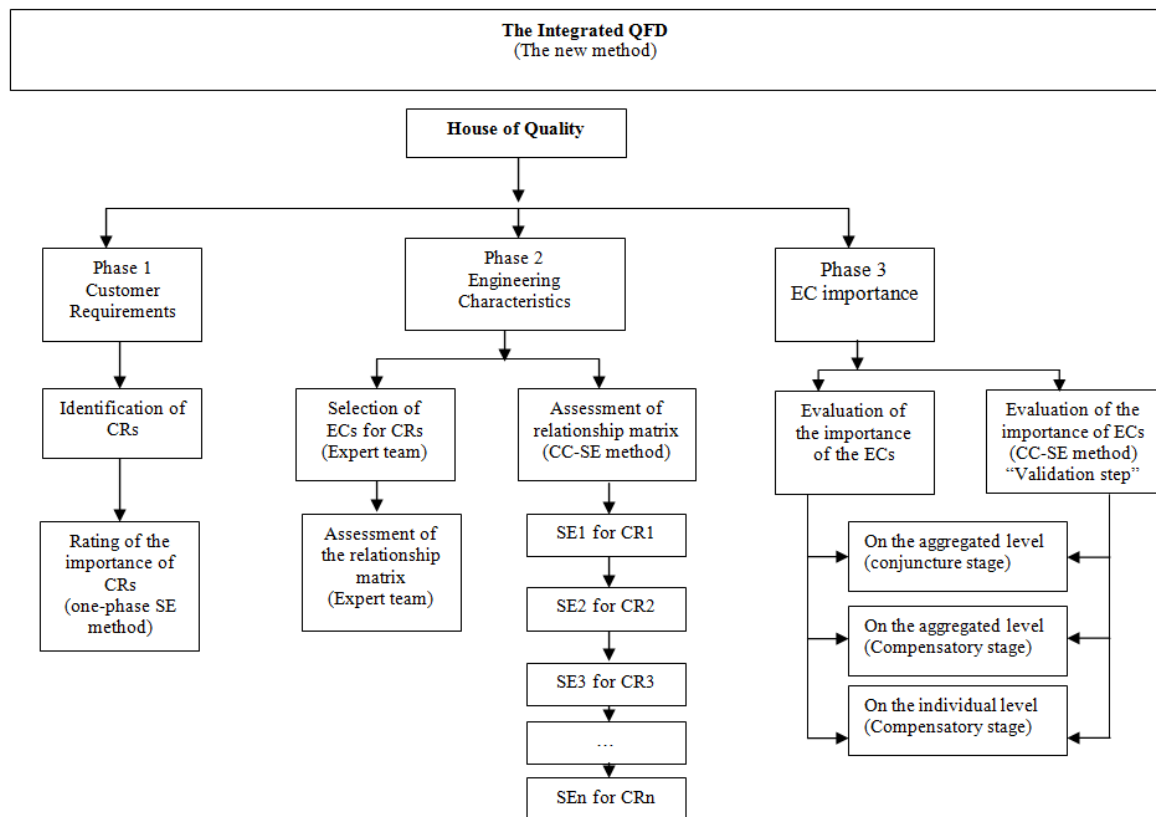 The Integrated QFD
(The new method)
House of Quality
Phase 1
Customer
Requirements
Phase 2
Engineering
Characteristics
Phase 3
EC importance
Identification of
CRs
Selection of
ECs for CRs
(Expert team)
Assessment of
relationship matrix
(CC-SE method)
Evaluation of
the importance
of the ECs
Evaluation of the
importance of ECs
(CC-SE method)
“Validation step”
Rating of the
importance of
CRs
(one-phase SE
method)
Assessment of
the relationship
matrix
(Expert team)
SE1 for CR1
SE2 for CR2
SE3 for CR3
…
SEn for CRn
On the aggregated level
(conjuncture stage)
On the aggregated level
(Compensatory stage)
On the individual level
(Compensatory stage)